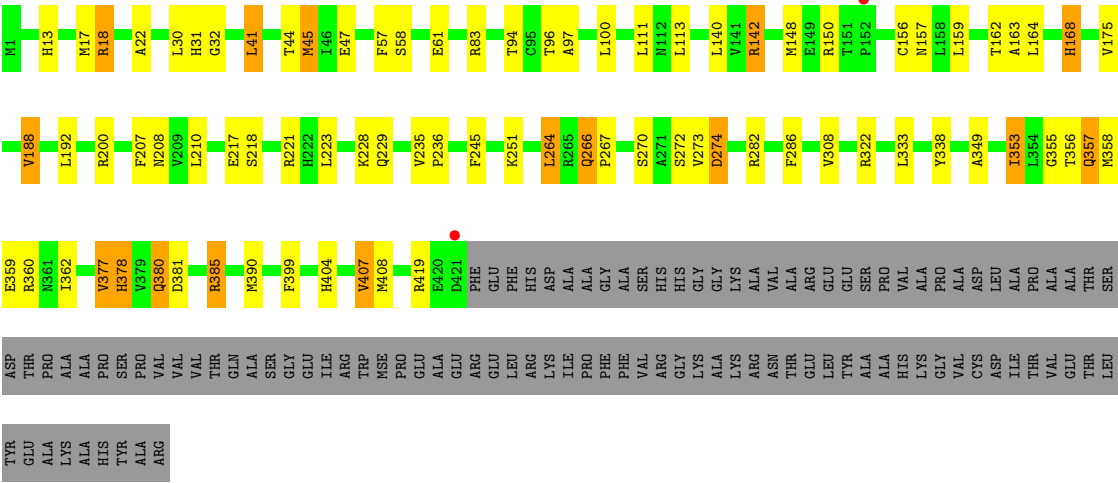 M1 H13 M17 R18 A22 L30 H31 G32 L41 T44 M45 I46 E47 F57 S58 E61 R83 T94 C95 T96 A97 L100 L111 N112 L113 L140 V141 R142 M148 E149 R150 T151 P152 C156 N157 L158 L159 T162 A163 L164 H168 V175
V188 L192 R200 F207 N208 V209 L210 E217 S218 R221 H222 L223 K228 Q229 V235 P236 F245 K251 L264 R265 Q266 P267 S270 A271 S272 V273 D274 R282 F286 V308 R322 L333 Y338 A349 I353 L354 G355 T356 Q357 M358
E359 R360 N361 I362 V377 H378 V379 Q380 D381 R385 M390 F399 H404 V407 M408 R419 E420 D421 PHE GLU PHE HIS ASP ALA ALA GLY ALA SER HIS HIS GLY GLY LYS ALA VAL ALA ARG GLU GLU SER PRO VAL ALA PRO ALA ASP LEU ALA PRO ALA ALA THR SER
ASP THR PRO ALA ALA PRO SER PRO VAL VAL VAL THR GLN ALA SER GLY GLU ILE ARG TRP MSE PRO GLU ALA GLU ARG GLU LEU ARG LYS ILE PRO PHE PHE VAL ARG GLY LYS ALA LYS ARG ASN THR GLU LEU TYR ALA ALA HIS LYS GLY VAL CYS ASP ILE THR VAL GLU THR LEU
TYR GLU ALA LYS ALA HIS TYR ALA ARG